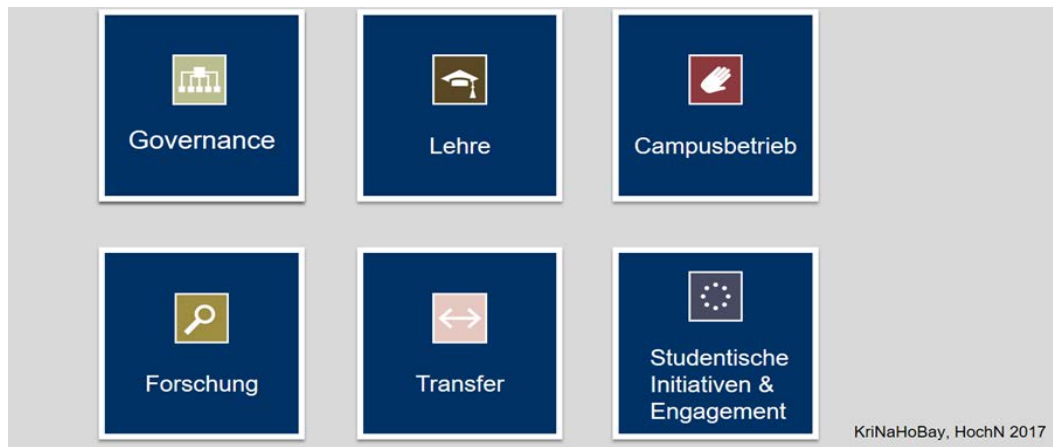 Governance
Lehre
Campusbetrieb
Forschung
Transfer
Studentische
Initiativen &
Engagement
KriNaHoBay, HochN 2017